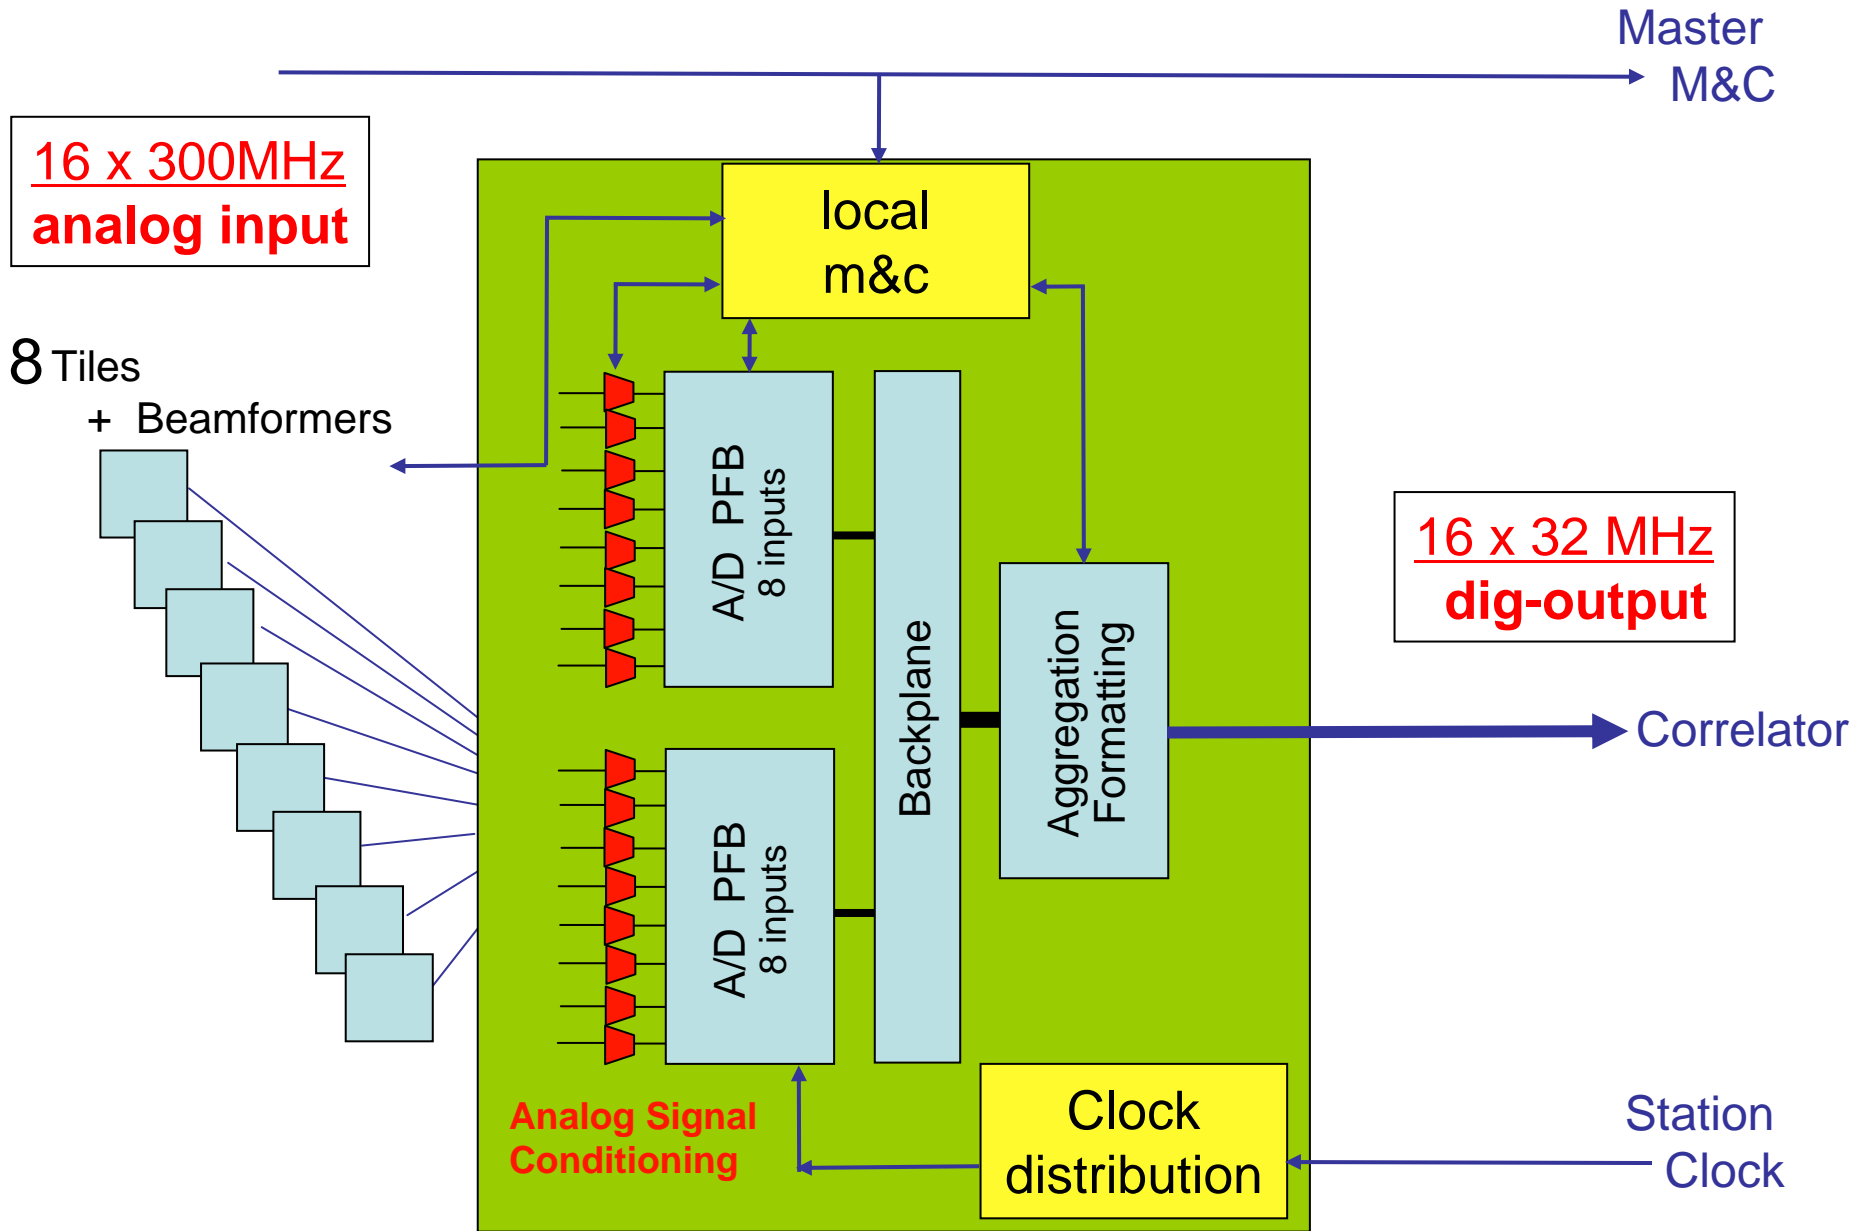 Master
M&C
16 x 300MHz
analog input
local
m&c
8 Tiles
+ Beamformers
A/D PFB
8 inputs
Backplane
Aggregation
Formatting
16 x 32 MHz
dig-output
Correlator
A/D PFB
8 inputs
Analog Signal
Conditioning
Clock
distribution
Station
Clock